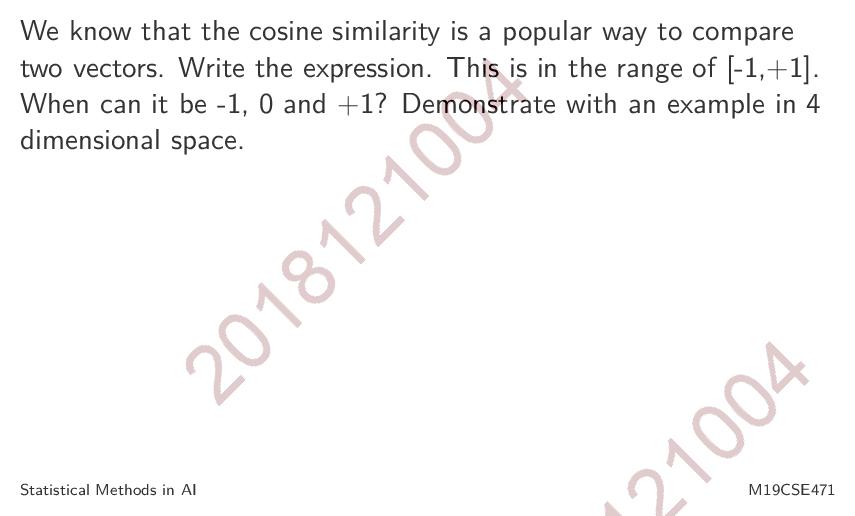 We know that the cosine similarity is a popular way to compare
two vectors. Write the expression. This is in the range of [-1,+1].
When can it be -1, 0 and +1? Demonstrate with an example in 4
dimensional space.
2018121004
121004
Statistical Methods in AI
M19CSE471